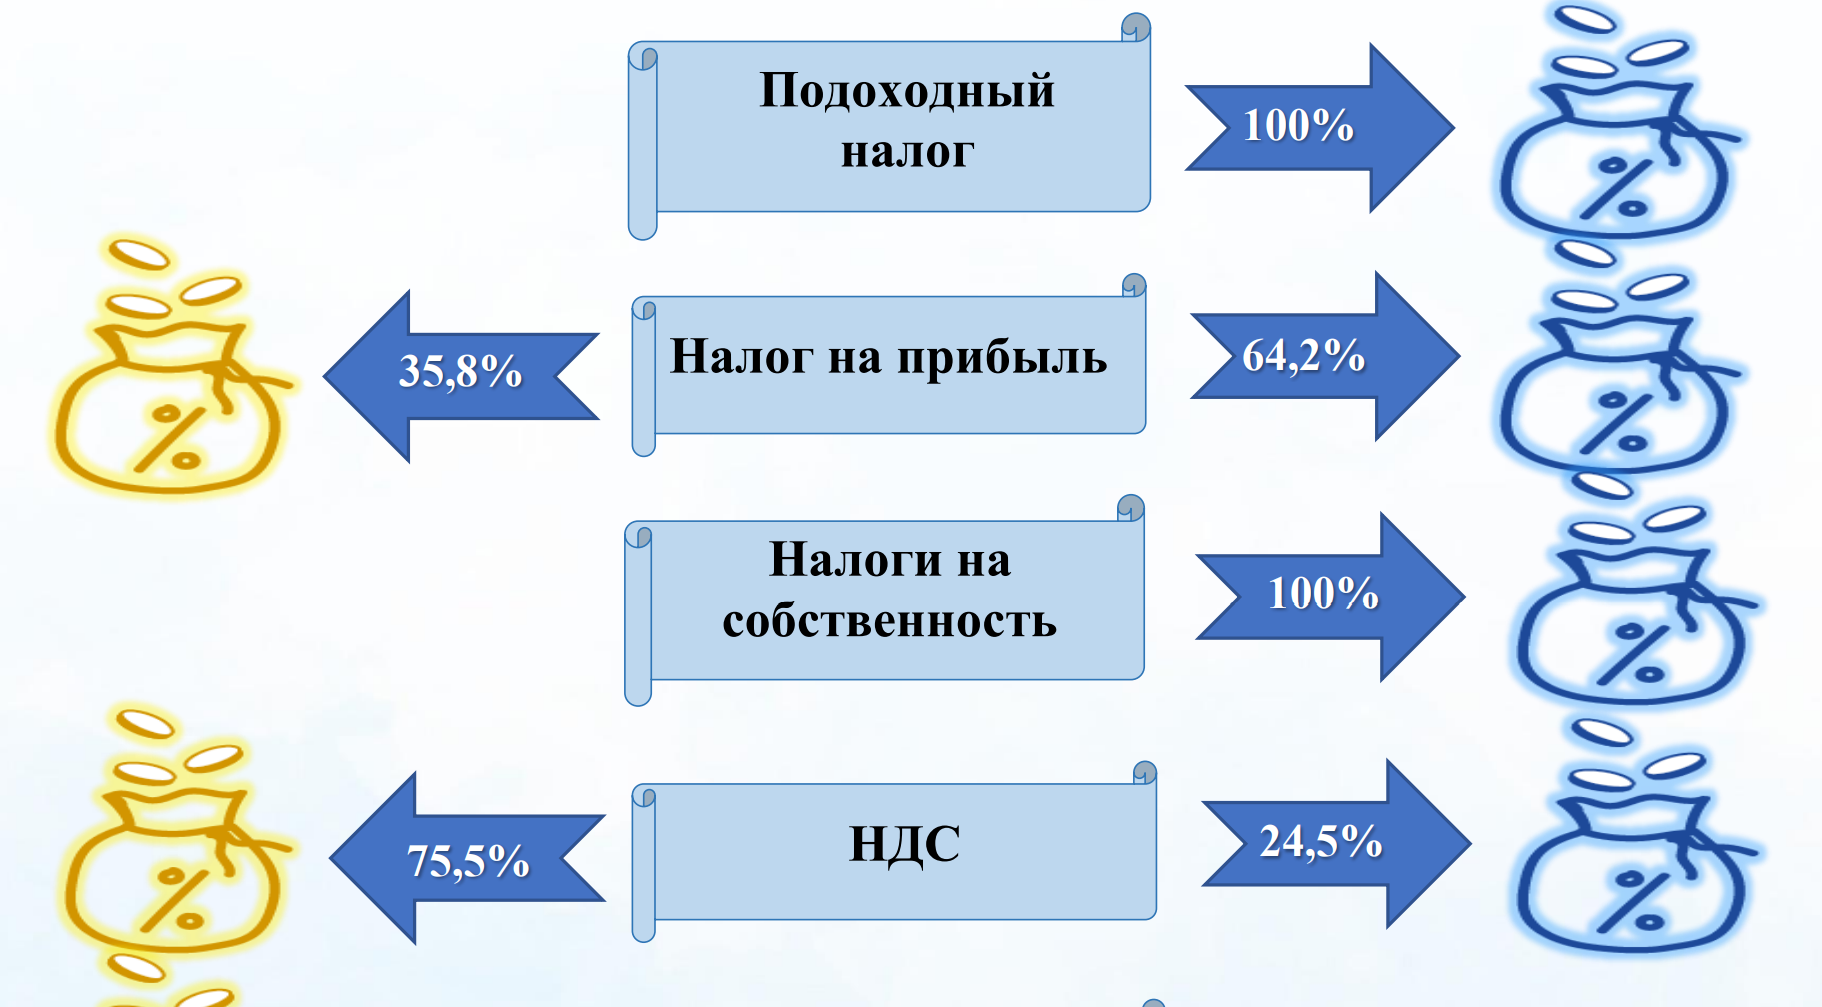 Подоходный
налог
100%
35,8%
Налог на прибыль
64,2%
Налоги на
собственность
100%
75,5%
НДС
24,5%